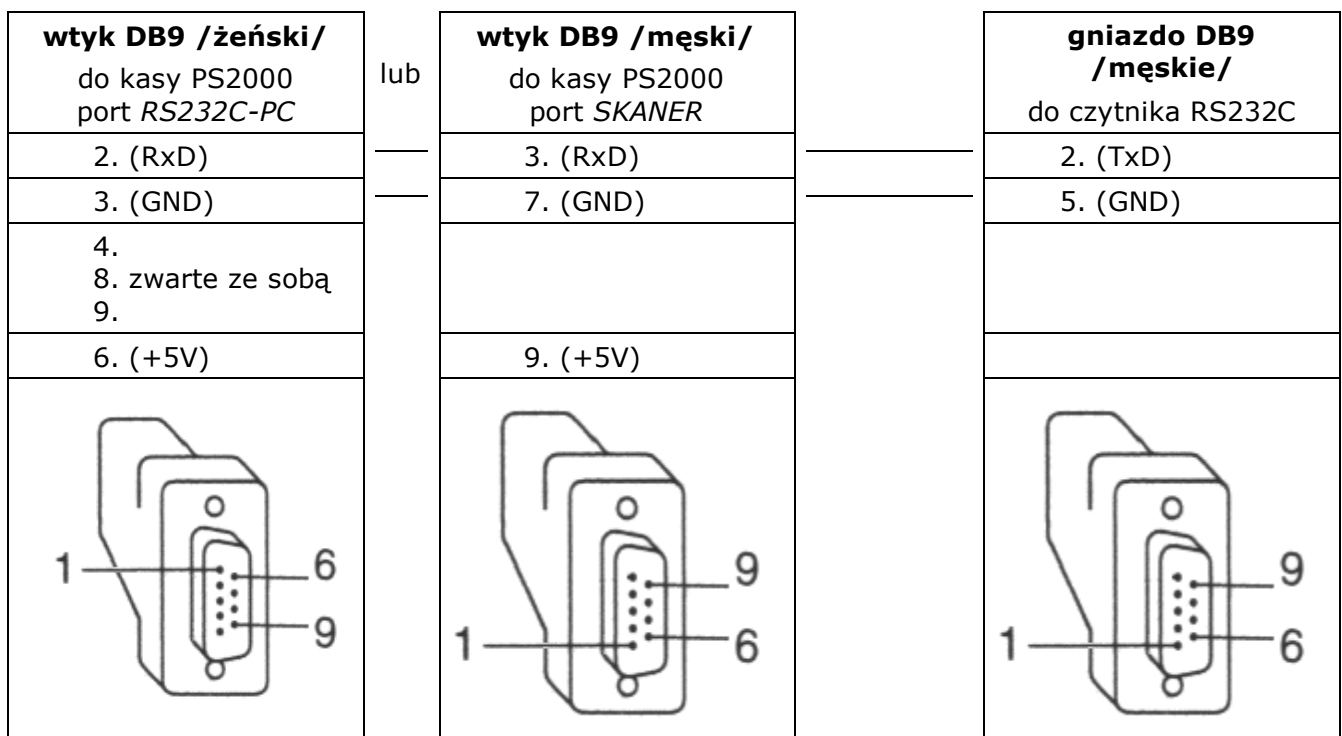 wtyk DB9 /żeński/
do kasy PS2000
port RS232C-PC
lub
wtyk DB9 /męski/
do kasy PS2000
port SKANER
gniazdo DB9
/męskie/
do czytnika RS232C
2. (RxD)
3. (RxD)
2. (TxD)
3. (GND)
7. (GND)
5. (GND)
4.
8. zwarte ze sobą
9.
6. (+5V)
9. (+5V)
1
6
9
1
9
6
1
9
6